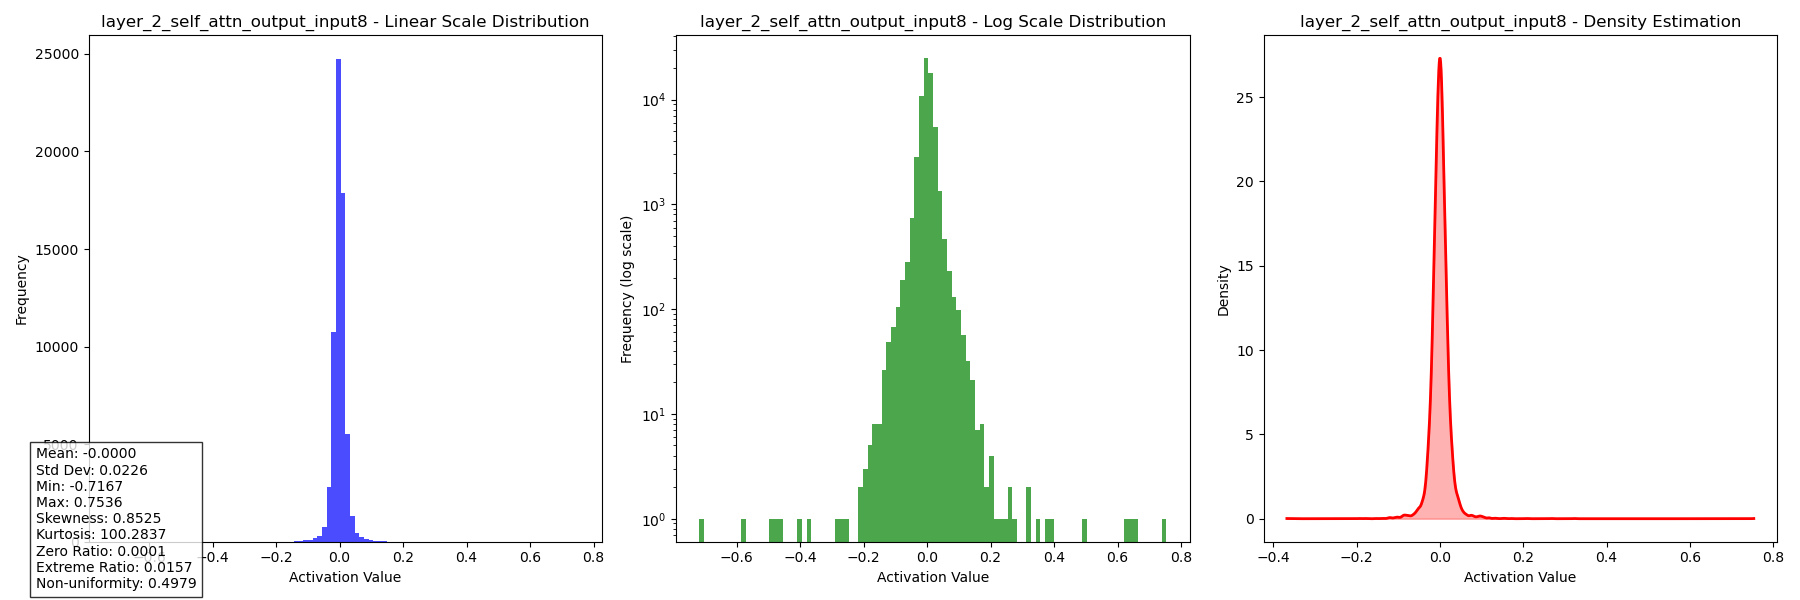 layer_2_self_attn_output_input8 - Linear Scale Distribution
25000
20000
15000
10000
5000
0
Frequency
−0.6
−0.4
−0.2
0.0
0.2
0.4
0.6
0.8
Activation Value
Mean: -0.0000
Std Dev: 0.0226
Min: -0.7167
Max: 0.7536
Skewness: 0.8525
Kurtosis: 100.2837
Zero Ratio: 0.0001
Extreme Ratio: 0.0157
Non-uniformity: 0.4979
layer_2_self_attn_output_input8 - Log Scale Distribution
10⁴
10³
10²
10¹
10⁰
Frequency (log scale)
−0.6
−0.4
−0.2
0.0
0.2
0.4
0.6
0.8
Activation Value
layer_2_self_attn_output_input8 - Density Estimation
25
20
15
10
5
0
Density
−0.4
−0.2
0.0
0.2
0.4
0.6
0.8
Activation Value